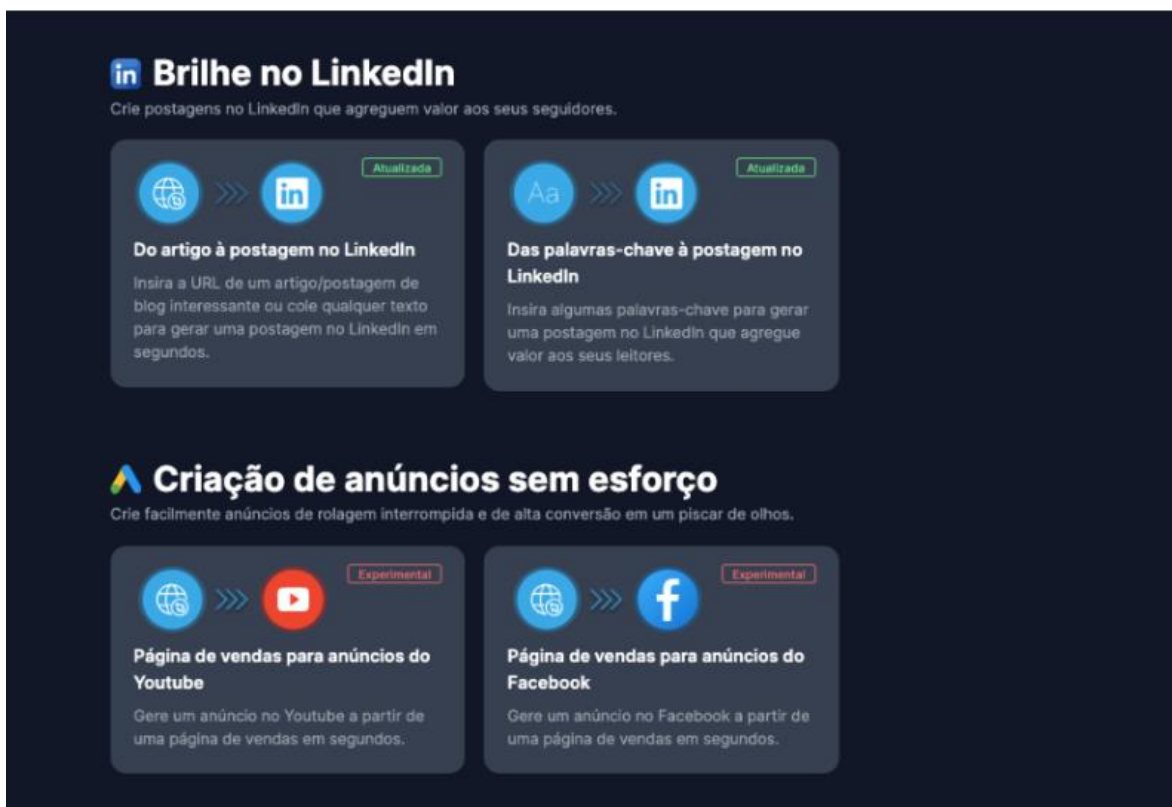 in Brilhe no LinkedIn
Crie postagens no LinkedIn que agreguem valor aos seus seguidores.
Atualizada
in
Do artigo à postagem no LinkedIn
Insira a URL de um artigo/postagem de
blog interessante ou cole qualquer texto
para gerar uma postagem no LinkedIn em
segundos.
Atualizada
Aa in
Das palavras-chave à postagem no
LinkedIn
Insira algumas palavras-chave para gerar
uma postagem no LinkedIn que agregue
valor aos seus leitores.
Criação de anúncios sem esforço
Crie facilmente anúncios de rolagem interrompida e de alta conversão em um piscar de olhos.
Experimental
Página de vendas para anúncios do
Youtube
Gere um anúncio no Youtube a partir de
uma página de vendas em segundos.
Experimental
f
Página de vendas para anúncios do
Facebook
Gere um anúncio no Facebook a partir de
uma página de vendas em segundos.